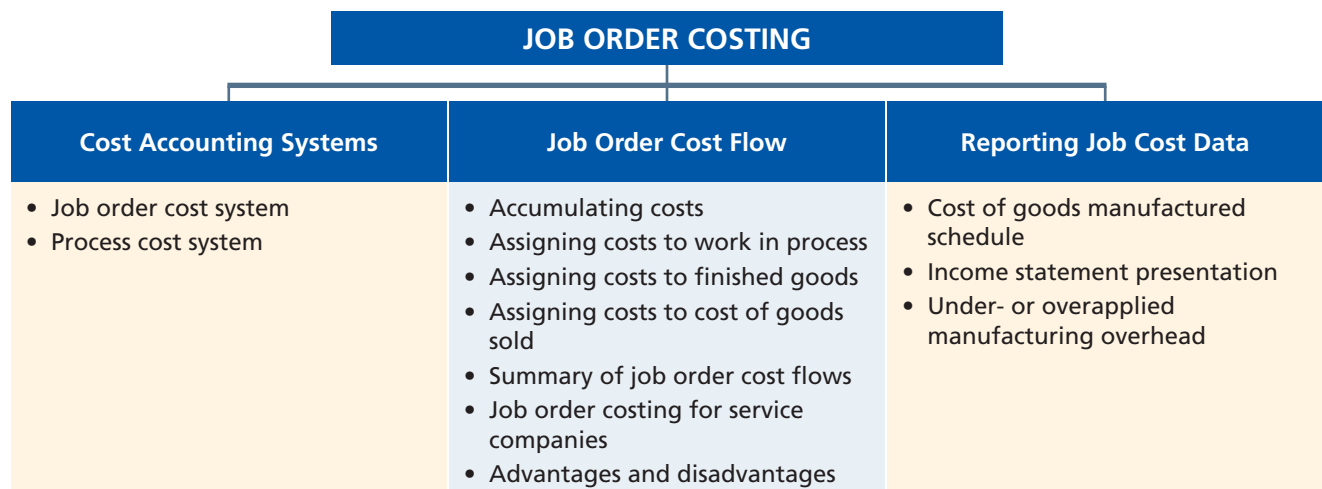 JOB ORDER COSTING
Cost Accounting Systems
• Job order cost system
• Process cost system
Job Order Cost Flow
• Accumulating costs
• Assigning costs to work in process
• Assigning costs to finished goods
• Assigning costs to cost of goods
sold
• Summary of job order cost flows
• Job order costing for service
companies
• Advantages and disadvantages
Reporting Job Cost Data
• Cost of goods manufactured
schedule
• Income statement presentation
• Under- or overapplied
manufacturing overhead